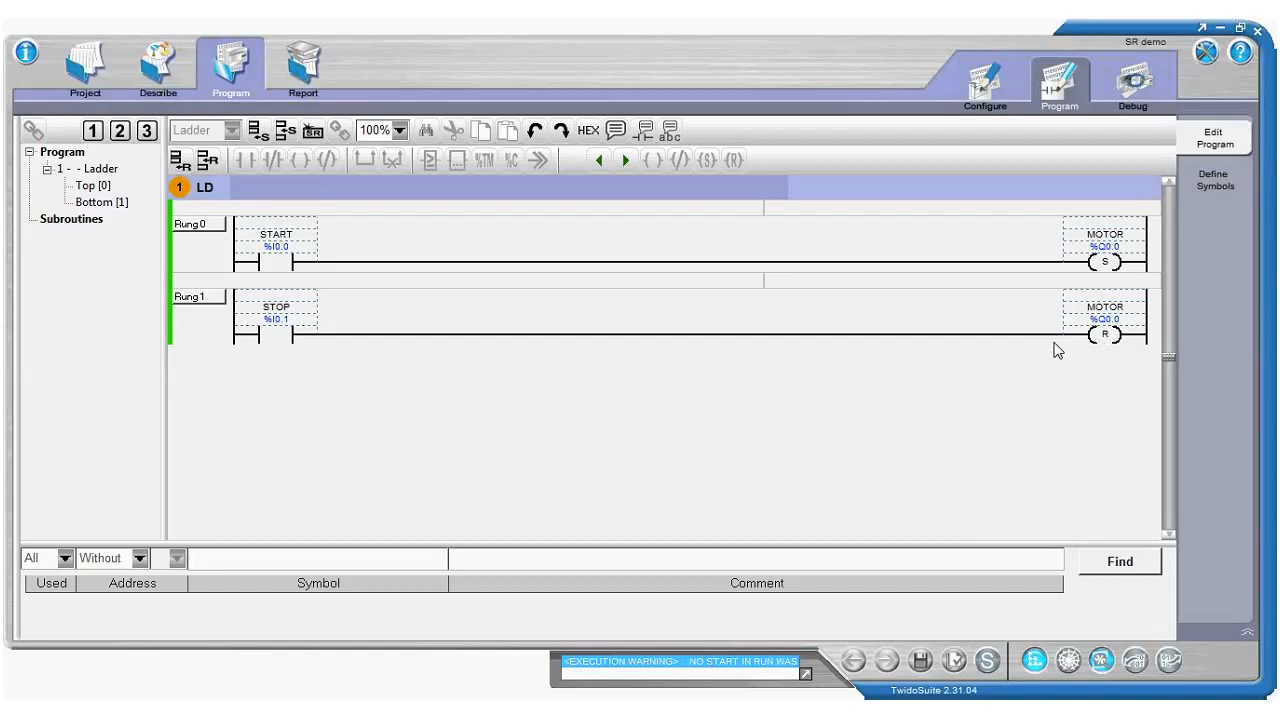 SR demo
Project
Describe
Program
Report
Configure
Program
Debug
1 2 3
Ladder
100%
HEX
abc
%TM
%C
(S)
(R)
Edit
Program
Define
Symbols
Program
1 - - Ladder
Top [0]
Bottom [1]
Subroutines
1 LD
Rung 0
START
%I0.0
MOTOR
%Q0.0
S
Rung 1
STOP
%I0.1
MOTOR
%Q0.0
R
All
Without
Find
Used
Address
Symbol
Comment
<EXECUTION WARNING> : NO START IN RUN WAS
S
TwidoSuite 2.31.04